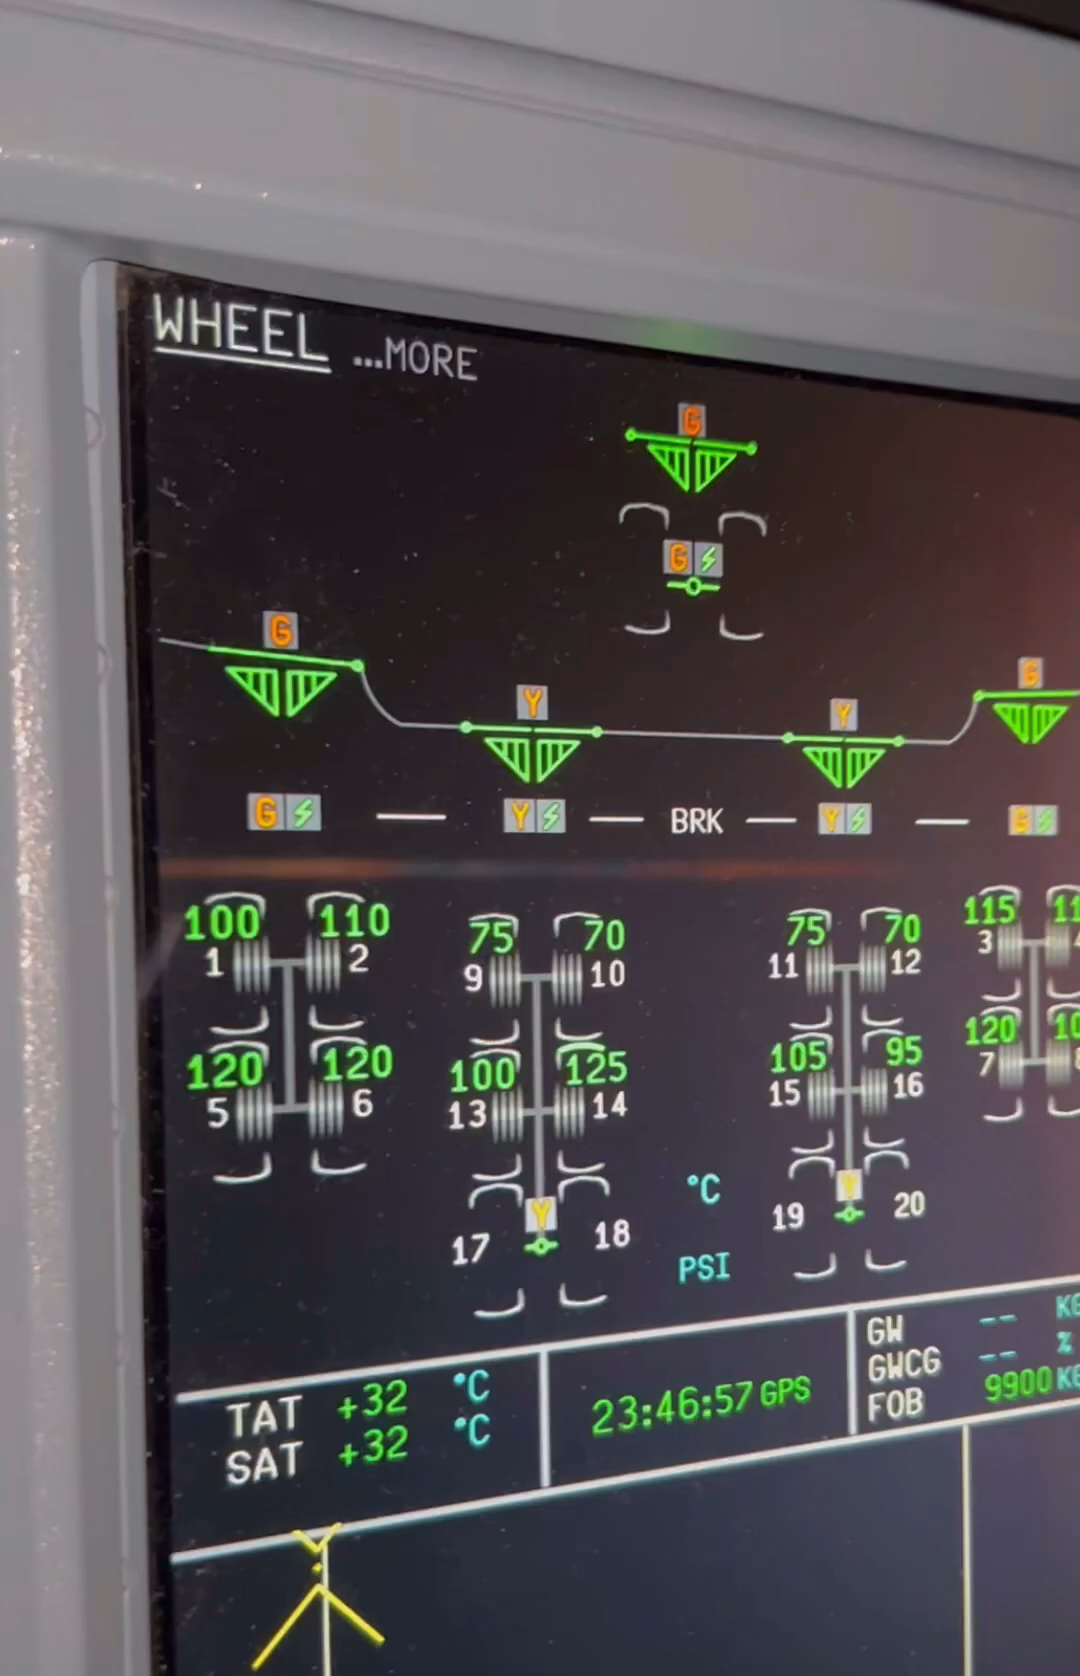 WHEEL ...MORE
G
G
G
Y
Y
G
G
Y
BRK
Y
G
100
110
75
70
75
70
115
1
2
9
10
11
12
3
120
120
100
125
105
95
120
5
6
13
14
15
16
7
°C
Y
Y
17
18
19
20
PSI
TAT +32 °C
SAT +32 °C
23:46:57 GPS
GW --
GWCG -- %
FOB 9900